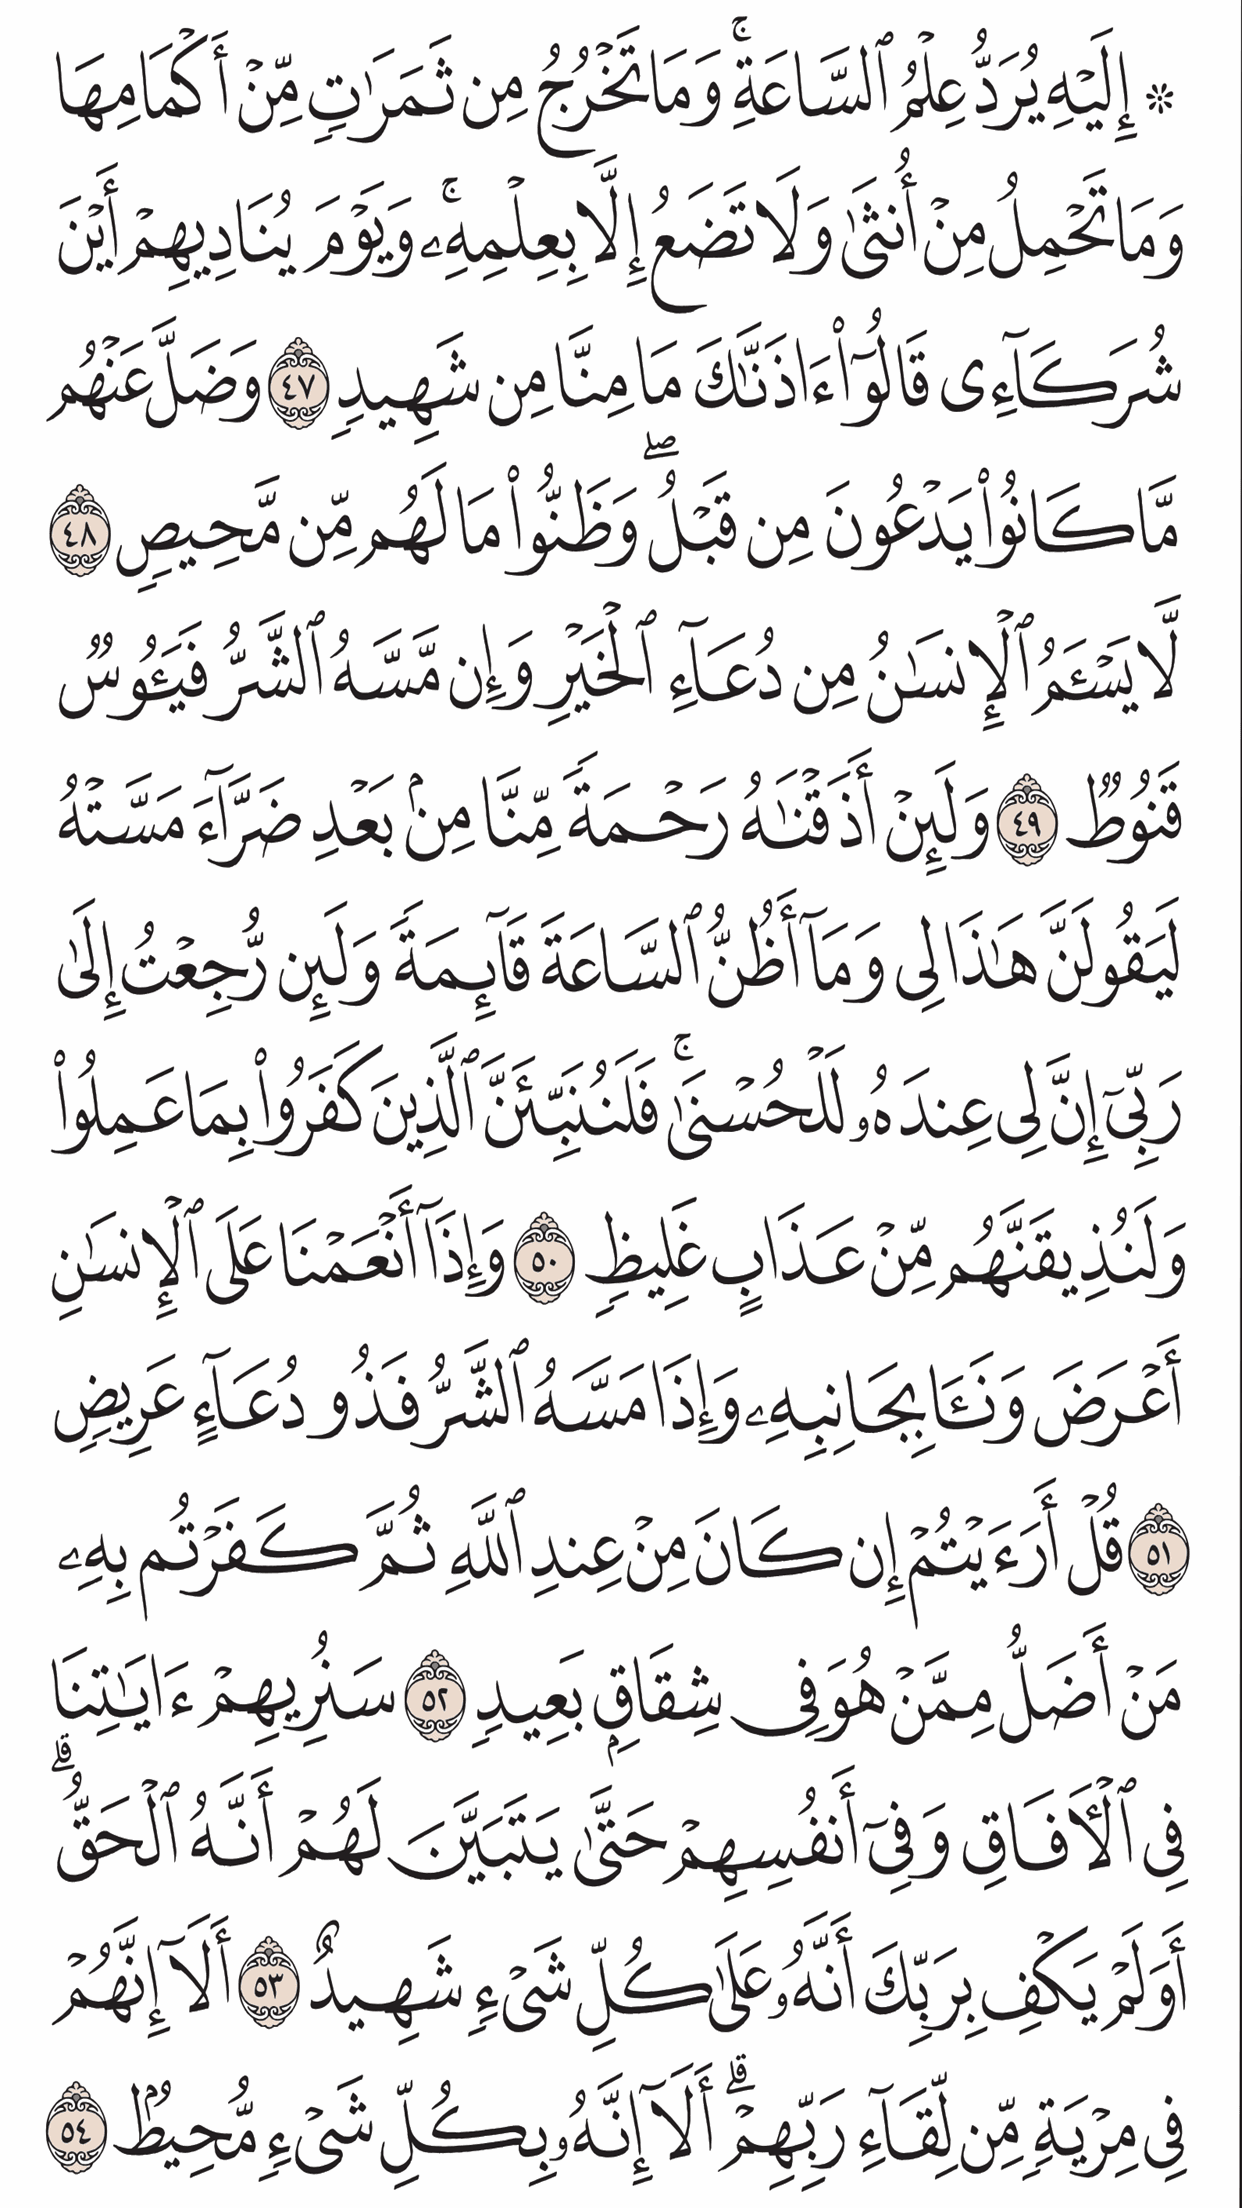 ۞ إِلَيْهِ يُرَدُّ عِلْمُ ٱلسَّاعَةِۚ وَمَا تَخْرُجُ مِن ثَمَرَٰتٍ مِّنْ أَكْمَامِهَا
وَمَا تَحْمِلُ مِنْ أُنثَىٰ وَلَا تَضَعُ إِلَّا بِعِلْمِهِۦۚ وَيَوْمَ يُنَادِيهِمْ أَيْنَ
شُرَكَآءِى قَالُوٓا۟ ءَاذَنَّٰكَ مَا مِنَّا مِن شَهِيدٍ ٤٧ وَضَلَّ عَنْهُم
مَّا كَانُوا۟ يَدْعُونَ مِن قَبْلُۖ وَظَنُّوا۟ مَا لَهُم مِّن مَّحِيصٍ ٤٨
لَّا يَسْـَٔمُ ٱلْإِنسَٰنُ مِن دُعَآءِ ٱلْخَيْرِ وَإِن مَّسَّهُ ٱلشَّرُّ فَيَـُٔوسٌ
قَنُوطٌ ٤٩ وَلَئِنْ أَذَقْنَٰهُ رَحْمَةً مِّنَّا مِنۢ بَعْدِ ضَرَّآءَ مَسَّتْهُ
لَيَقُولَنَّ هَٰذَا لِى وَمَآ أَظُنُّ ٱلسَّاعَةَ قَآئِمَةً وَلَئِن رُّجِعْتُ إِلَىٰ
رَبِّىٓ إِنَّ لِى عِندَهُۥ لَلْحُسْنَىٰۚ فَلَنُنَبِّئَنَّ ٱلَّذِينَ كَفَرُوا۟ بِمَا عَمِلُوا۟
وَلَنُذِيقَنَّهُم مِّنْ عَذَابٍ غَلِيظٍ ٥٠ وَإِذَآ أَنْعَمْنَا عَلَى ٱلْإِنسَٰنِ
أَعْرَضَ وَنَـَٔا بِجَانِبِهِۦ وَإِذَا مَسَّهُ ٱلشَّرُّ فَذُو دُعَآءٍ عَرِيضٍ
٥١ قُلْ أَرَءَيْتُمْ إِن كَانَ مِنْ عِندِ ٱللَّهِ ثُمَّ كَفَرْتُم بِهِۦ
مَنْ أَضَلُّ مِمَّنْ هُوَ فِى شِقَاقٍۭ بَعِيدٍ ٥٢ سَنُرِيهِمْ ءَايَٰتِنَا
فِى ٱلْـَٔافَاقِ وَفِىٓ أَنفُسِهِمْ حَتَّىٰ يَتَبَيَّنَ لَهُمْ أَنَّهُ ٱلْحَقُّۗ
أَوَلَمْ يَكْفِ بِرَبِّكَ أَنَّهُۥ عَلَىٰ كُلِّ شَىْءٍ شَهِيدٌ ٥٣ أَلَآ إِنَّهُمْ
فِى مِرْيَةٍ مِّن لِّقَآءِ رَبِّهِمْۗ أَلَآ إِنَّهُۥ بِكُلِّ شَىْءٍ مُّحِيطٌۢ ٥٤